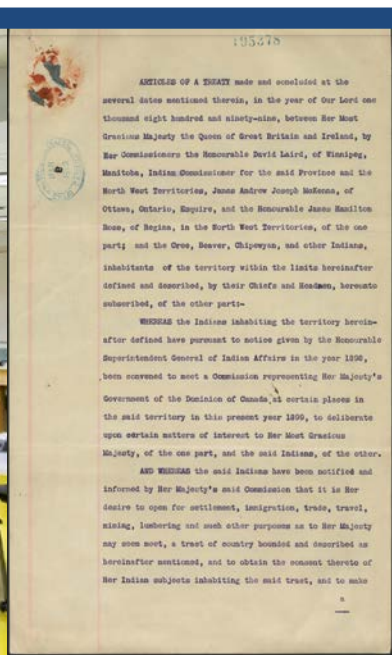 195378
ARTICLES OF A TREATY made and concluded at the
several dates mentioned therein, in the year of Our Lord one
thousand eight hundred and ninety-nine, between Her Most
Gracious Majesty the Queen of Great Britain and Ireland, by
Her Commissioners the Honourable David Laird, of Winnipeg,
Manitoba, Indian Commissioner for the said Province and the
North West Territories, James Andrew Joseph McKenna, of
Ottawa, Ontario, Esquire, and the Honourable James Hamilton
Ross, of Regina, in the North West Territories, of the one
part; and the Cree, Beaver, Chipewyan, and other Indians,
inhabitants of the territory within the limits hereinafter
defined and described, by their Chiefs and Headmen, hereunto
subscribed, of the other part:-
WHEREAS the Indians inhabiting the territory herein-
after defined have pursuant to notice given by the Honourable
Superintendent General of Indian Affairs in the year 1898,
been convened to meet a Commission representing Her Majesty's
Government of the Dominion of Canada, at certain places in
the said territory in this present year 1899, to deliberate
upon certain matters of interest to Her Most Gracious
Majesty, of the one part, and the said Indians, of the other.
AND WHEREAS the said Indians have been notified and
informed by Her Majesty's said Commission that it is Her
desire to open for settlement, immigration, trade, travel,
mining, lumbering and such other purposes as to Her Majesty
may seem meet, a tract of country bounded and described as
hereinafter mentioned, and to obtain the consent thereto of
Her Indian subjects inhabiting the said tract, and to make
a